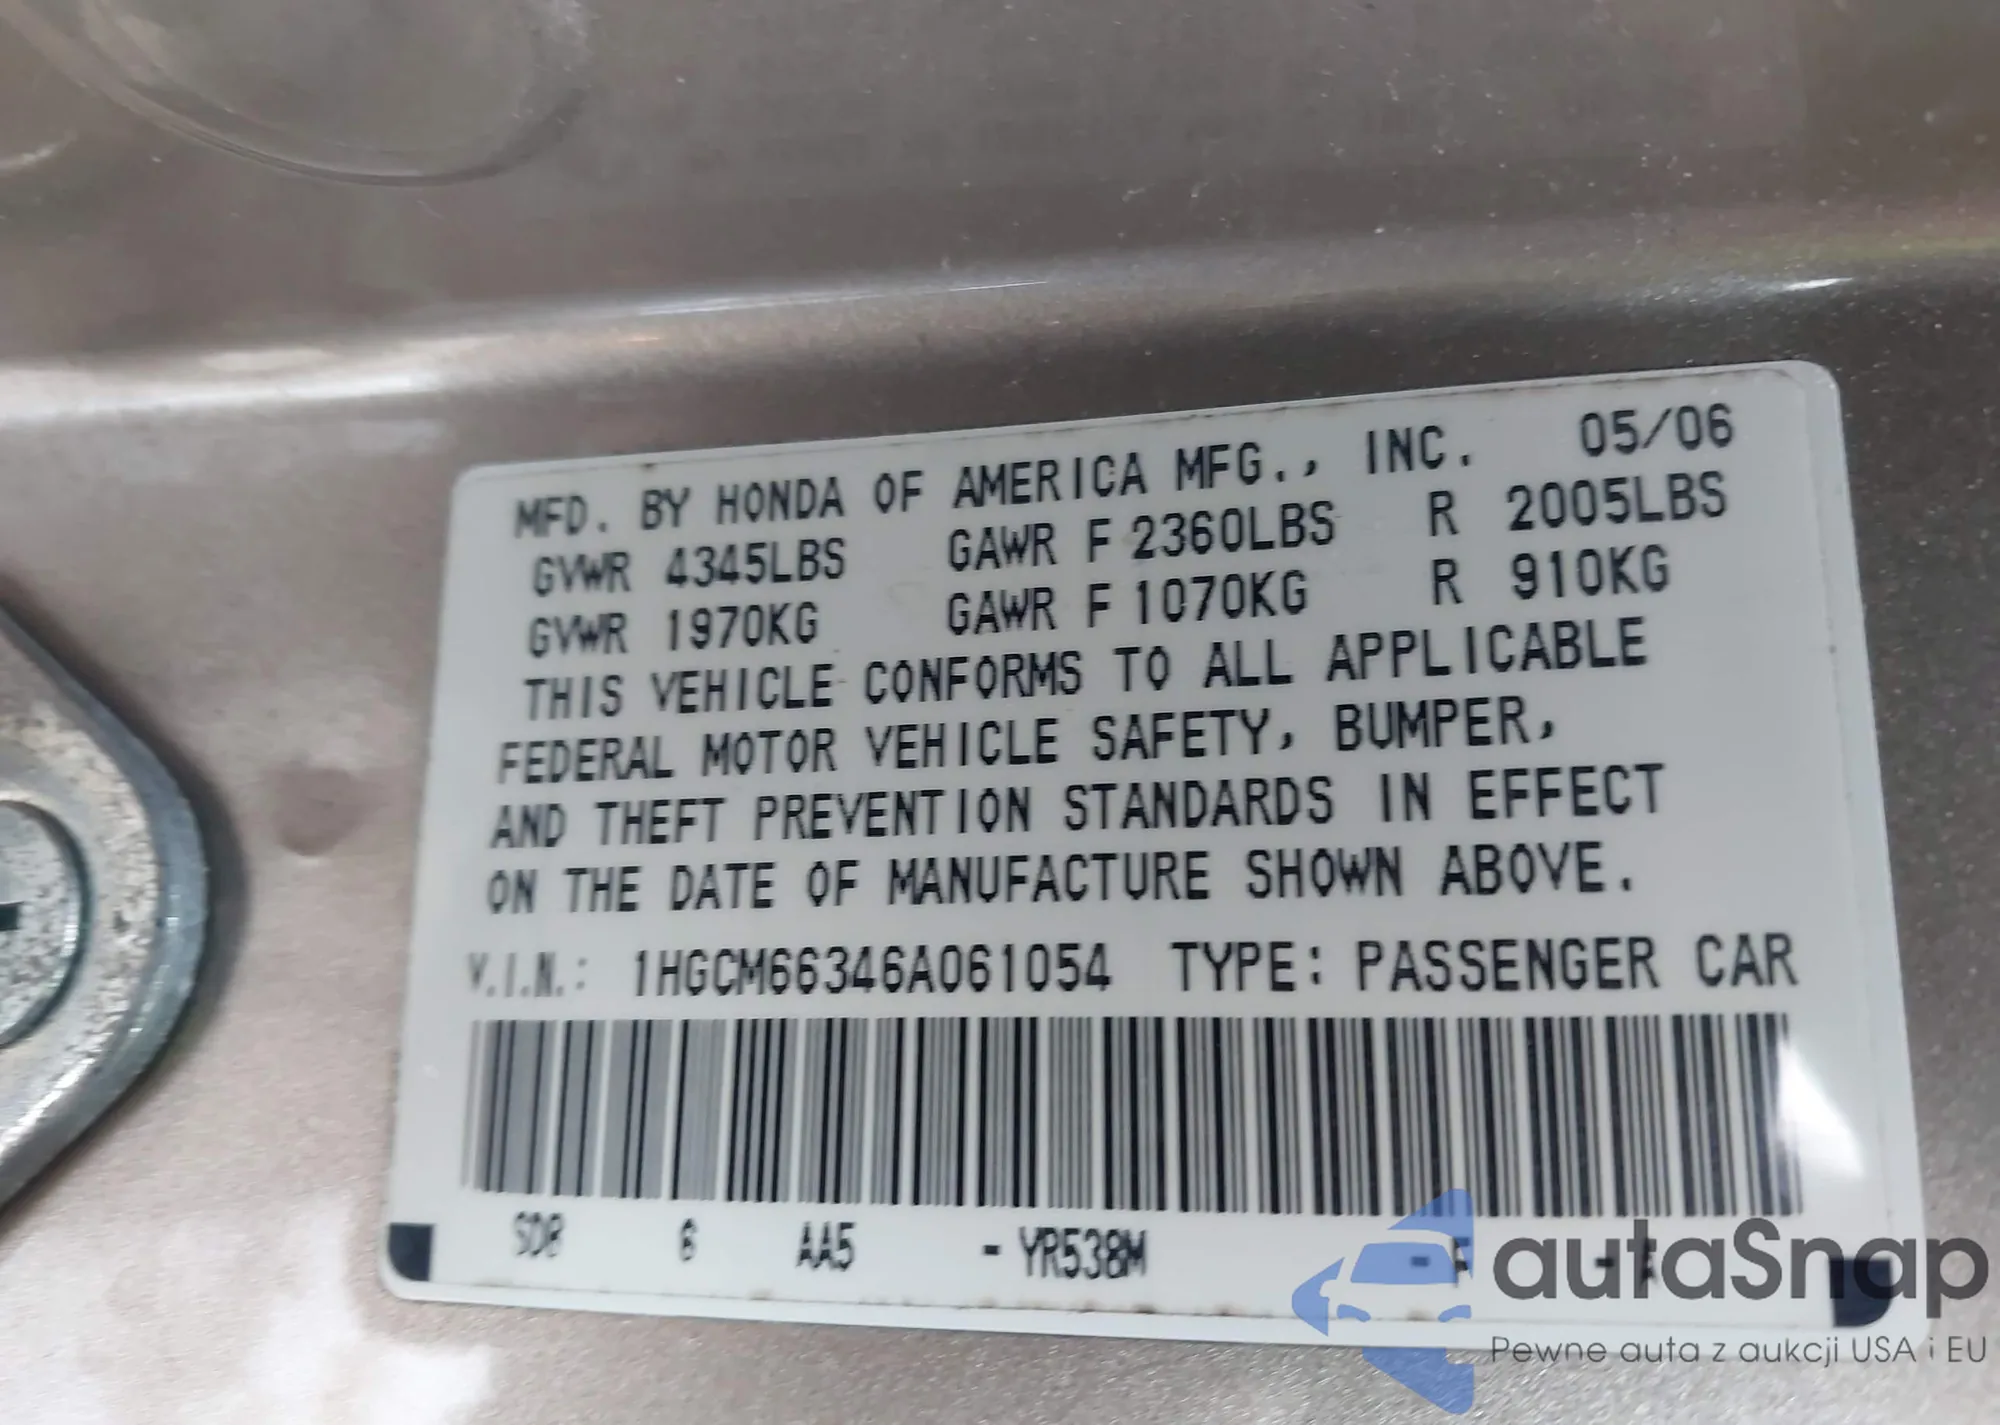 MFD. BY HONDA OF AMERICA MFG., INC. 05/06
GVWR 4345LBS GAWR F 2360LBS R 2005LBS
GVWR 1970KG GAWR F 1070KG R 910KG
THIS VEHICLE CONFORMS TO ALL APPLICABLE
FEDERAL MOTOR VEHICLE SAFETY, BUMPER,
AND THEFT PREVENTION STANDARDS IN EFFECT
ON THE DATE OF MANUFACTURE SHOWN ABOVE.
V.I.N.: 1HGCM66346A061054 TYPE: PASSENGER CAR
6 AA5 - YR538M - F -
autaSnap
Pewne auta z aukcji USA i EU